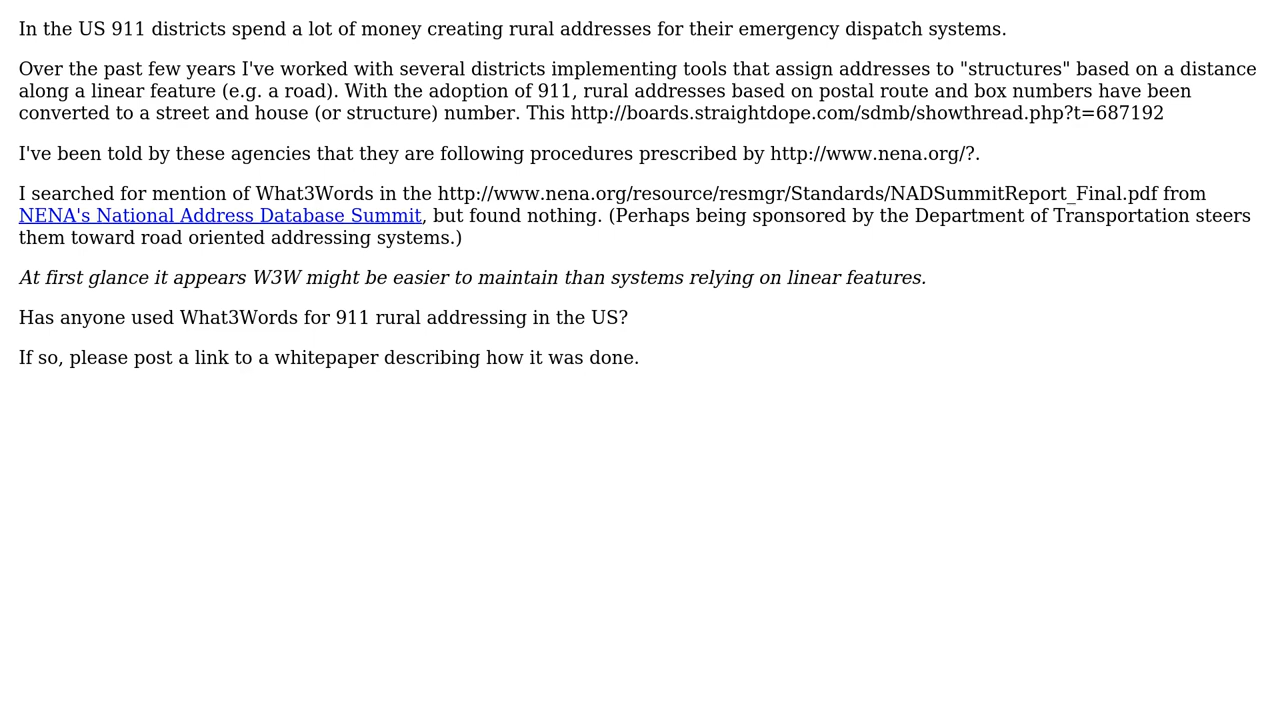 In the US 911 districts spend a lot of money creating rural addresses for their emergency dispatch systems.
Over the past few years I've worked with several districts implementing tools that assign addresses to "structures" based on a distance
along a linear feature (e.g. a road). With the adoption of 911, rural addresses based on postal route and box numbers have been
converted to a street and house (or structure) number. This http://boards.straightdope.com/sdmb/showthread.php?t=687192
I've been told by these agencies that they are following procedures prescribed by http://www.nena.org/?.
I searched for mention of What3Words in the http://www.nena.org/resource/resmgr/Standards/NADSummitReport_Final.pdf from
NENA's National Address Database Summit, but found nothing. (Perhaps being sponsored by the Department of Transportation steers
them toward road oriented addressing systems.)
At first glance it appears W3W might be easier to maintain than systems relying on linear features.
Has anyone used What3Words for 911 rural addressing in the US?
If so, please post a link to a whitepaper describing how it was done.